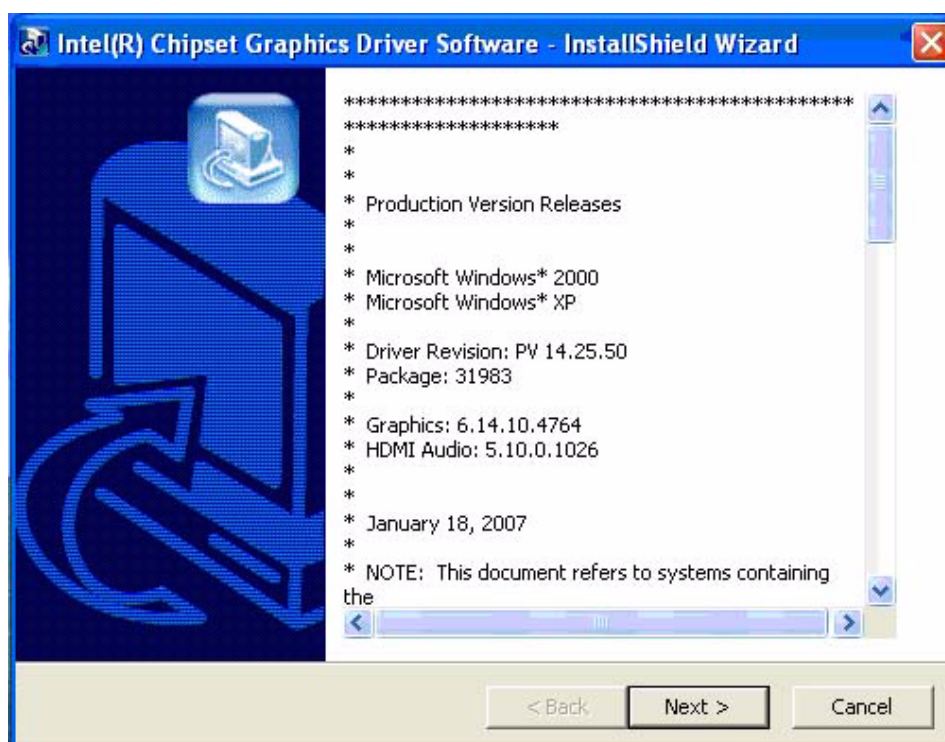 Intel(R) Chipset Graphics Driver Software - InstallShield Wizard
*********************************************
*******************
*
*
* Production Version Releases
*
*
* Microsoft Windows* 2000
* Microsoft Windows* XP
*
* Driver Revision: PV 14.25.50
* Package: 31983
*
* Graphics: 6.14.10.4764
* HDMI Audio: 5.10.0.1026
*
*
* January 18, 2007
*
* NOTE: This document refers to systems containing
the
< Back
Next >
Cancel